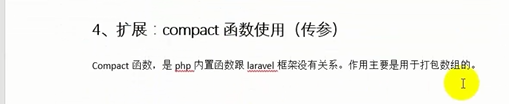 4、扩展：compact 函数使用（传参）
Compact 函数，是 php 内置函数跟 laravel 框架没有关系。作用主要是用于打包数组的。